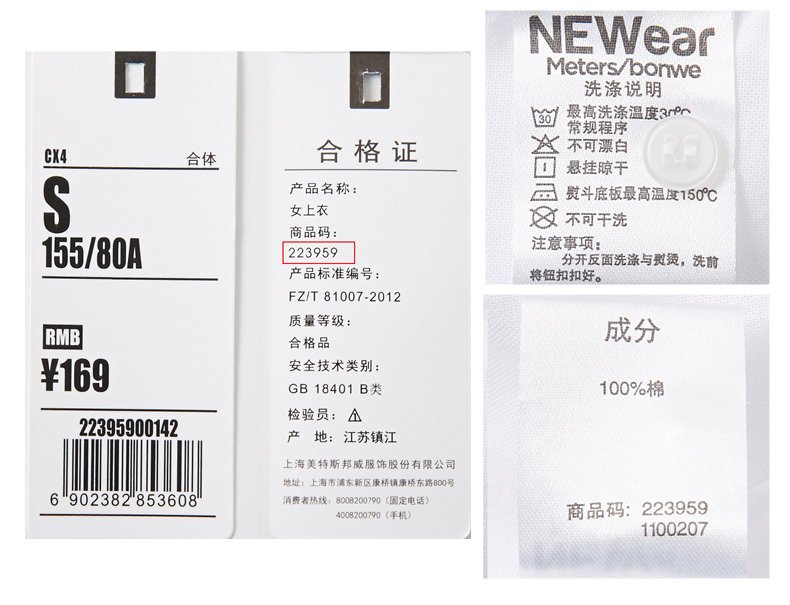 CX4 合体
S
155/80A
RMB
¥169
22395900142
6 902382 853608
合格证
产品名称：
女上衣
商品码：
223959
产品标准编号：
FZ/T 81007-2012
质量等级：
合格品
安全技术类别：
GB 18401 B类
检验员：
产 地：江苏镇江
上海美特斯邦威服饰股份有限公司
地址：上海市浦东新区康桥镇康桥东路800号
消费者热线：8008200790（固定电话）
4008200790（手机）
NEWear
Meters/bonwe
洗涤说明
30 最高洗涤温度30℃
常规程序
不可漂白
悬挂晾干
熨斗底板最高温度150℃
不可干洗
注意事项：
分开反面洗涤与熨烫，洗前
将钮扣扣好。
成分
100%棉
商品码：223959
1100207